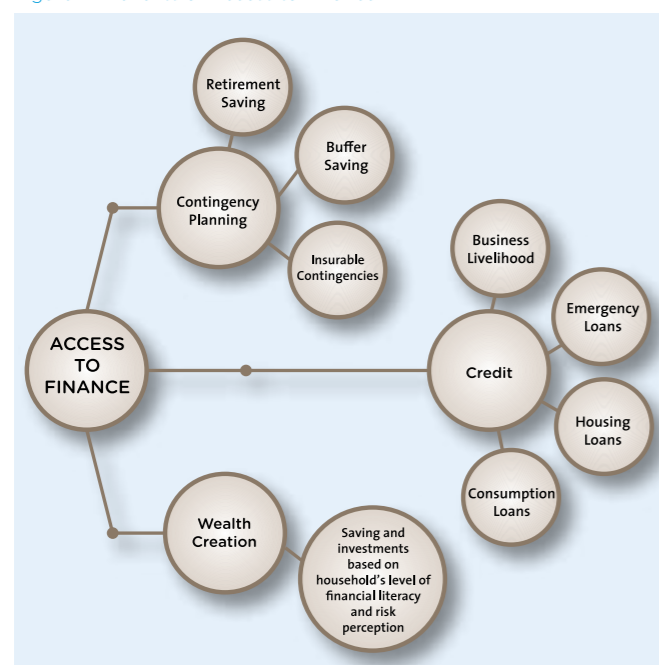 Retirement
Saving
Buffer
Saving
Contingency
Planning
Insurable
Contingencies
Business
Livelihood
Emergency
Loans
ACCESS
TO
FINANCE
Credit
Housing
Loans
Consumption
Loans
Wealth
Creation
Saving and
investments
based on
household's level of
financial literacy
and risk
perception